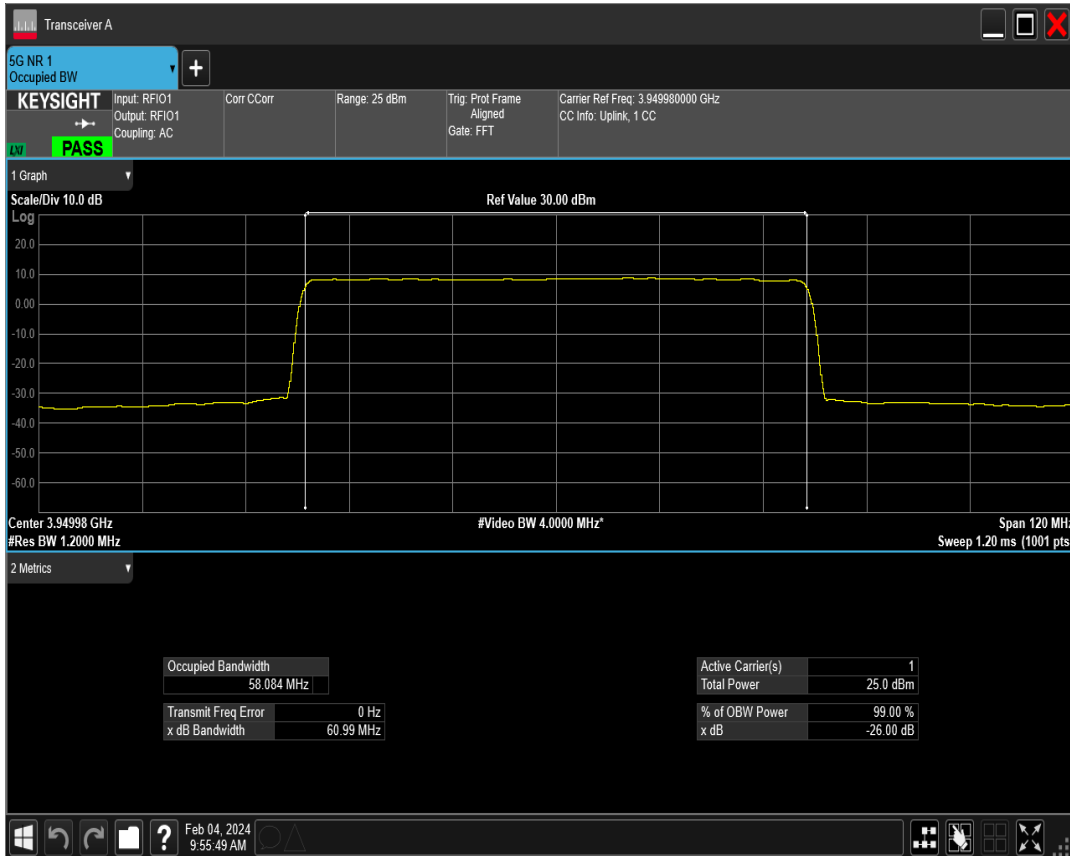 Transceiver A
5G NR 1
Occupied BW
+
KEYSIGHT
LXI
PASS
Input: RFIO1
Output: RFIO1
Coupling: AC
Corr CCorr
Range: 25 dBm
Trig: Prot Frame
Aligned
Gate: FFT
Carrier Ref Freq: 3.949980000 GHz
CC Info: Uplink, 1 CC
1 Graph
Scale/Div 10.0 dB
Ref Value 30.00 dBm
Log
20.0
10.0
0.00
-10.0
-20.0
-30.0
-40.0
-50.0
-60.0
Center 3.94998 GHz
#Video BW 4.0000 MHz*
Span 120 MHz
#Res BW 1.2000 MHz
Sweep 1.20 ms (1001 pts
2 Metrics
Occupied Bandwidth
58.084 MHz
Transmit Freq Error 0 Hz
x dB Bandwidth 60.99 MHz
Active Carrier(s) 1
Total Power 25.0 dBm
% of OBW Power 99.00 %
x dB -26.00 dB
?
Feb 04, 2024
9:55:49 AM